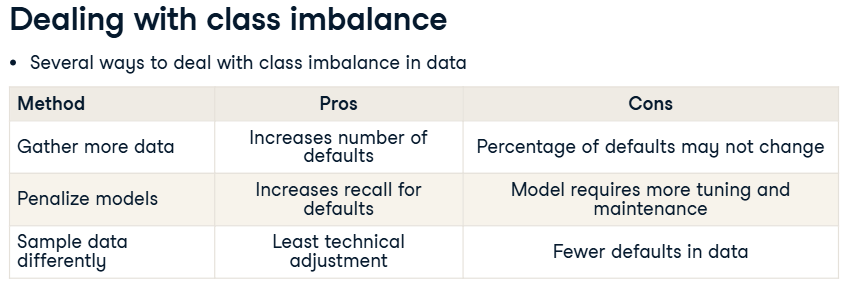 Dealing with class imbalance
• Several ways to deal with class imbalance in data
Method Pros Cons
Gather more data
Increases number of
defaults
Percentage of defaults may not change
Penalize models
Increases recall for
defaults
Model requires more tuning and
maintenance
Sample data
differently
Least technical
adjustment
Fewer defaults in data